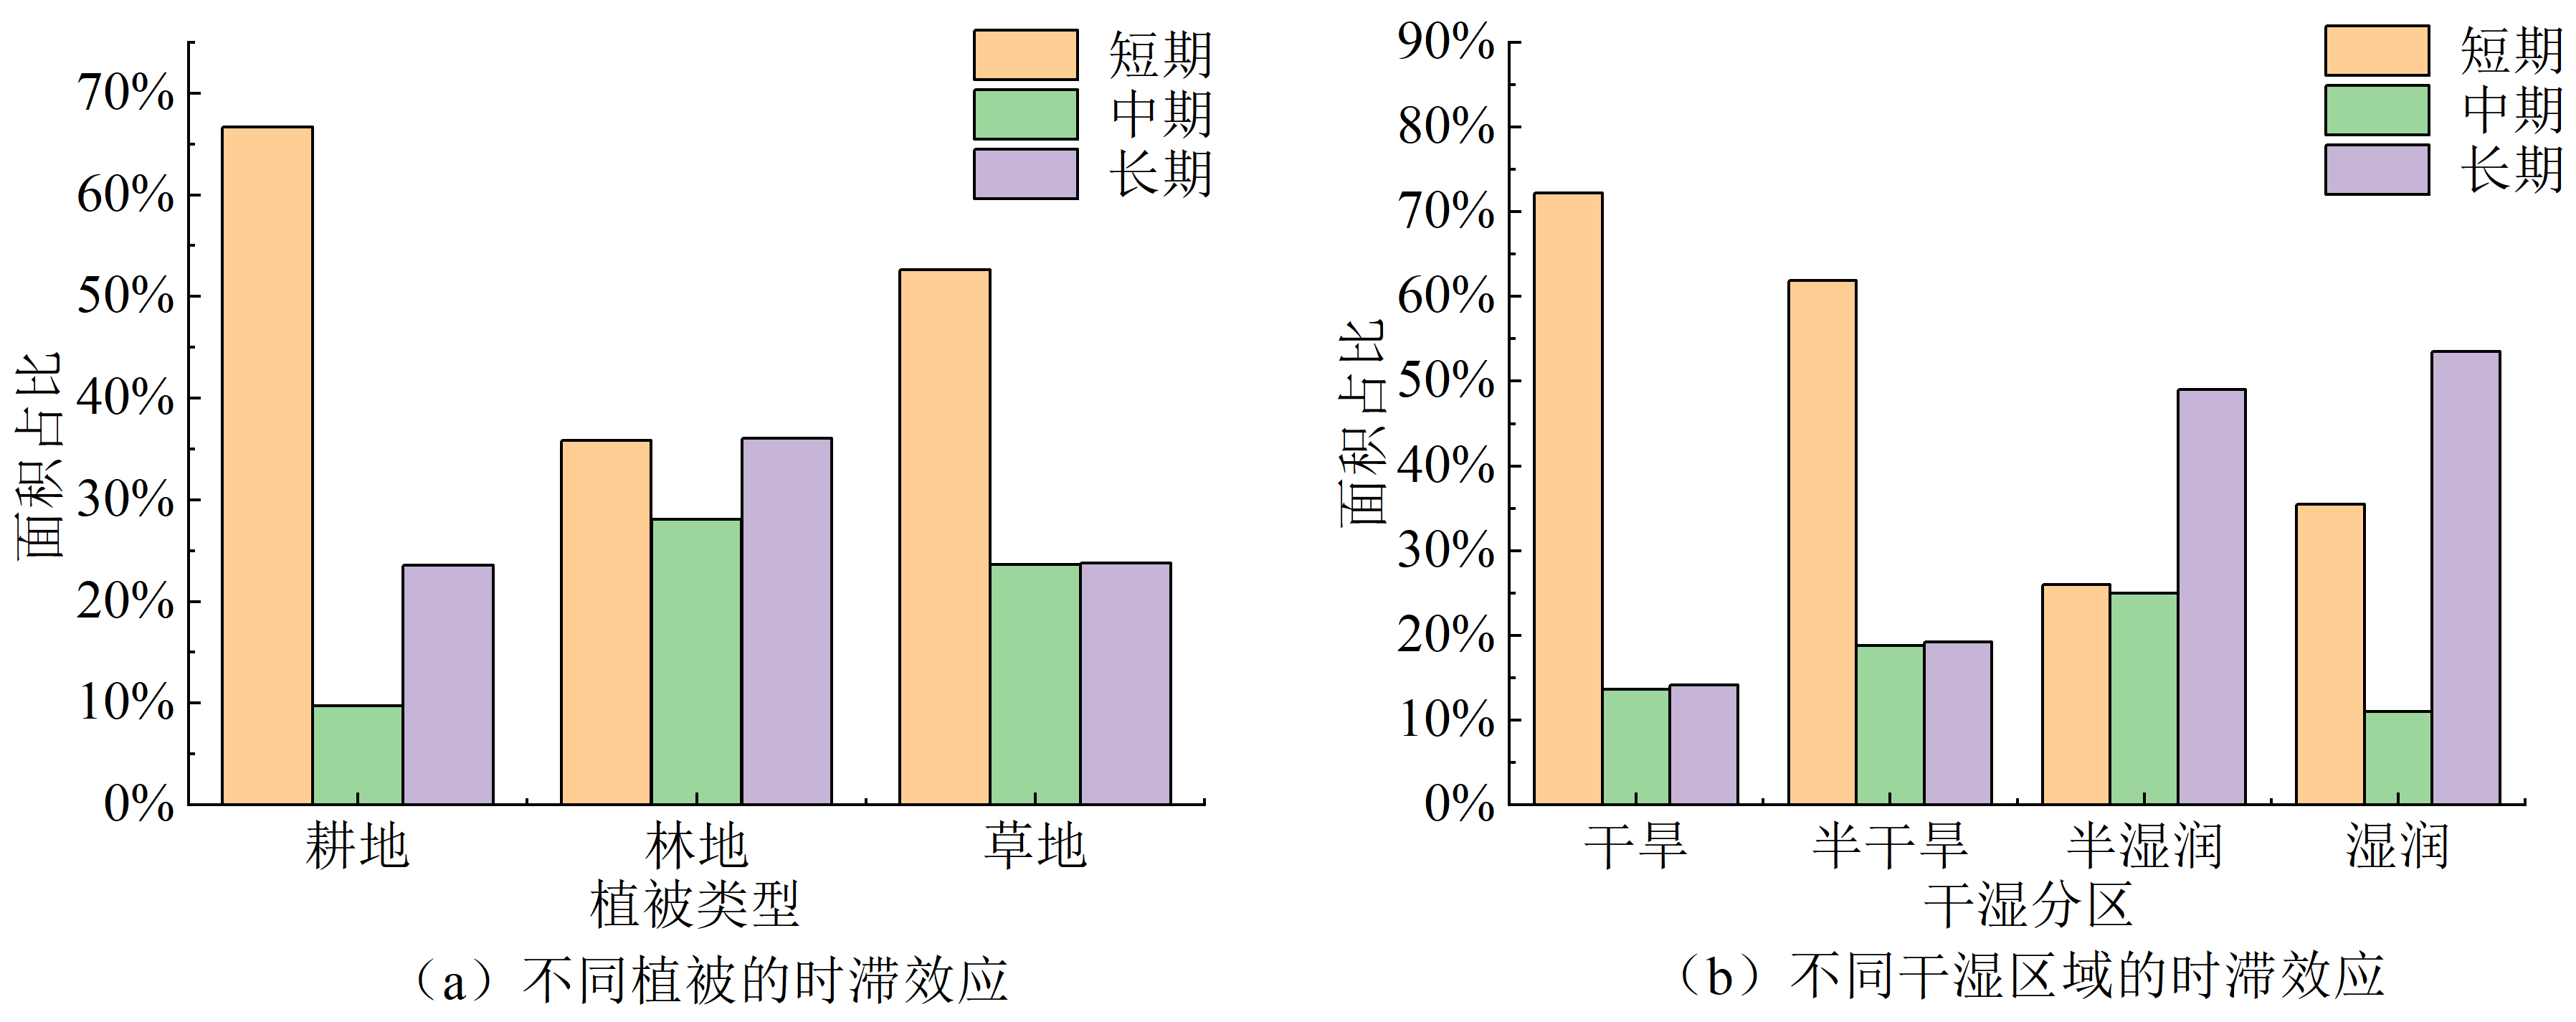 短期
中期
长期
70%
60%
50%
40%
30%
20%
10%
0%
面积占比
耕地
林地
草地
植被类型
（a）不同植被的时滞效应
短期
中期
长期
90%
80%
70%
60%
50%
40%
30%
20%
10%
0%
面积占比
干旱
半干旱
半湿润
湿润
干湿分区
（b）不同干湿区域的时滞效应